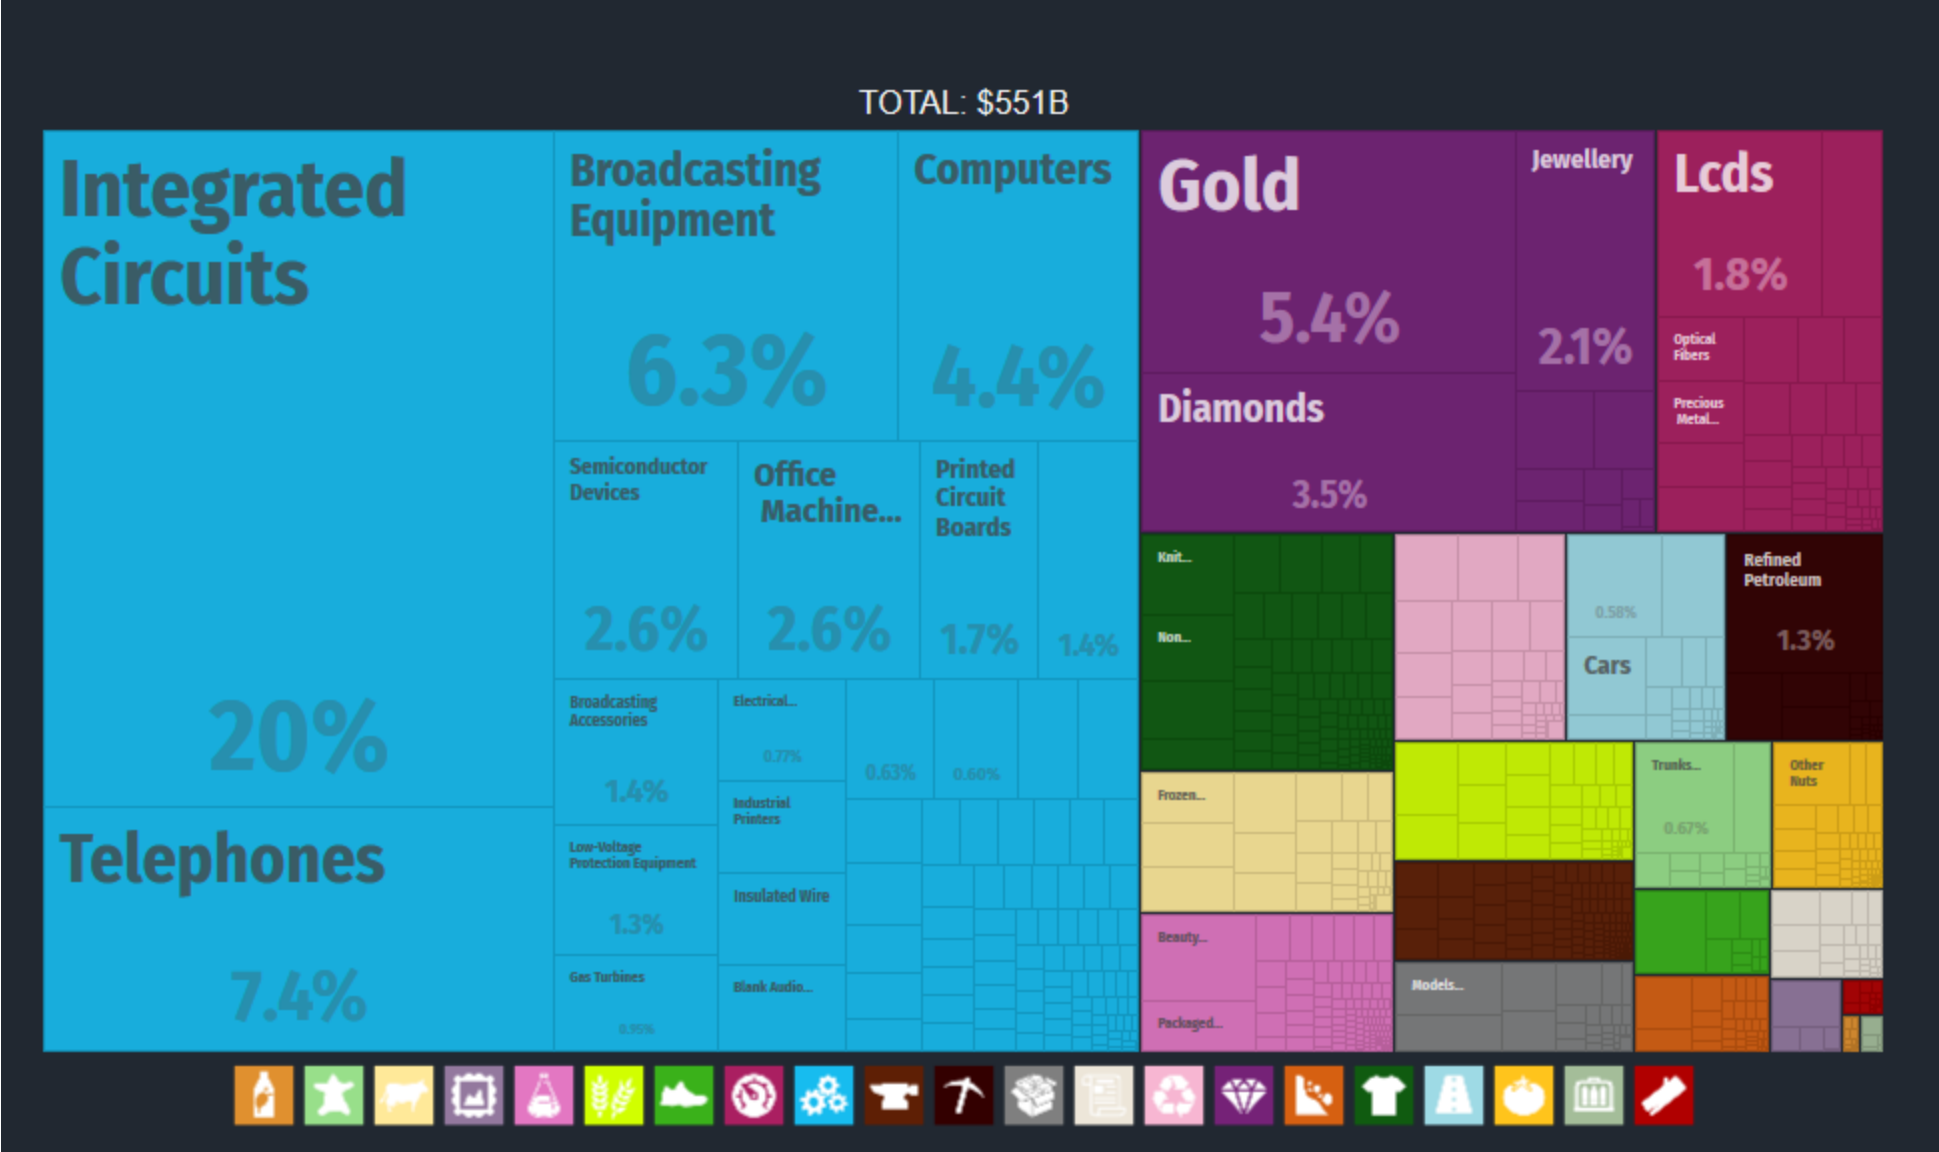 TOTAL: $551B
Integrated
Circuits
20%
Telephones
7.4%
Broadcasting
Equipment
6.3%
Computers
4.4%
Semiconductor
Devices
2.6%
Office
Machine...
2.6%
Printed
Circuit
Boards
1.7%
1.4%
Broadcasting
Accessories
1.4%
Low-Voltage
Protection Equipment
1.3%
Gas Turbines
0.95%
Electrical...
0.77%
Industrial
Printers
Insulated Wire
Blank Audio...
0.63%
0.60%
Gold
5.4%
Jewellery
2.1%
Diamonds
3.5%
Lcds
1.8%
Optical
Fibers
Precious
Metal...
Knit...
Non...
0.58%
Cars
Refined
Petroleum
1.3%
Frozen...
Beauty...
Packaged...
Models...
Trunks...
0.67%
Other
Nuts